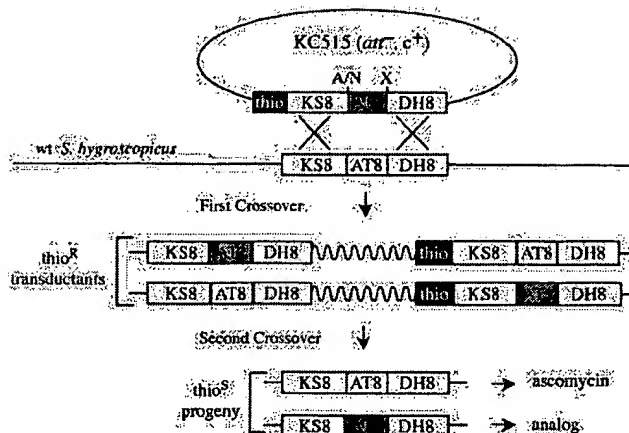 KC515 (att⁻, c⁺)
A/N X
thio KS8 DH8
wt S. hygroscopicus
KS8 AT8 DH8
First Crossover
thioᴿ transductants
KS8 DH8 thio KS8 AT8 DH8
KS8 AT8 DH8 thio KS8 DH8
Second Crossover
thioˢ progeny
KS8 AT8 DH8 ascomycin
KS8 DH8 analog